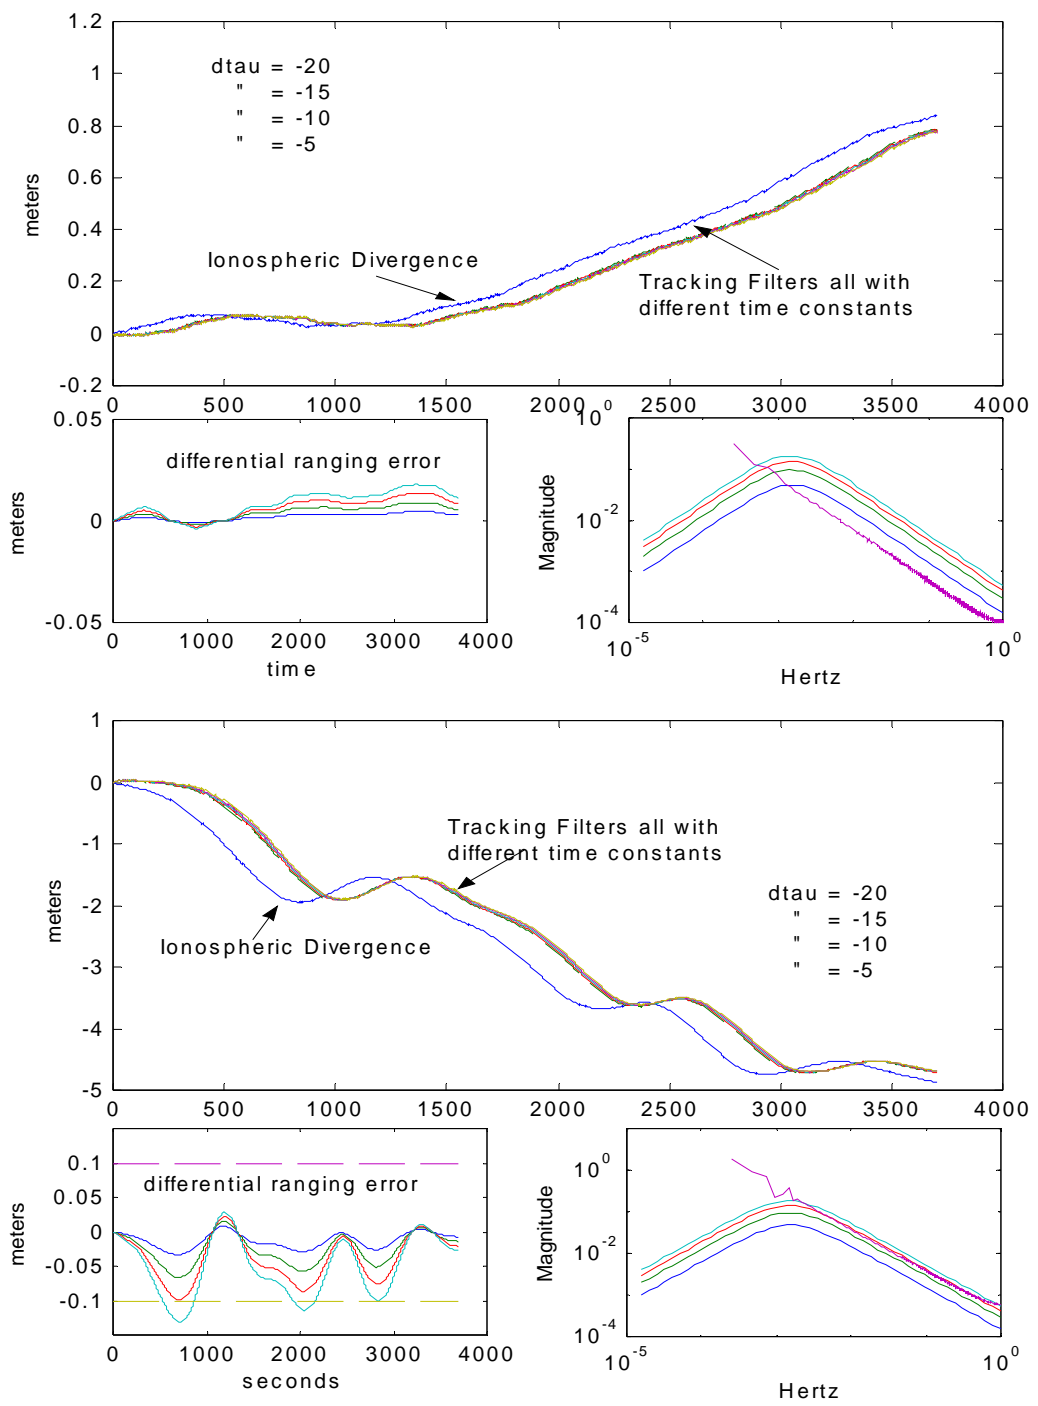 1.2
1
0.8
0.6
0.4
0.2
0
-0.2
meters
dtau = -20
" = -15
" = -10
" = -5
Ionospheric Divergence
Tracking Filters all with
different time constants
0 500 1000 1500 2000 2500 3000 3500 4000
0.05
0
-0.05
meters
differential ranging error
0 1000 2000 3000 4000
time
10^0
10^-2
10^-4
Magnitude
10^-5 10^0
Hertz
1
0
-1
-2
-3
-4
-5
meters
Tracking Filters all with
different time constants
Ionospheric Divergence
dtau = -20
" = -15
" = -10
" = -5
0 500 1000 1500 2000 2500 3000 3500 4000
0.1
0.05
0
-0.05
-0.1
meters
differential ranging error
0 1000 2000 3000 4000
seconds
10^0
10^-2
10^-4
Magnitude
10^-5 10^0
Hertz